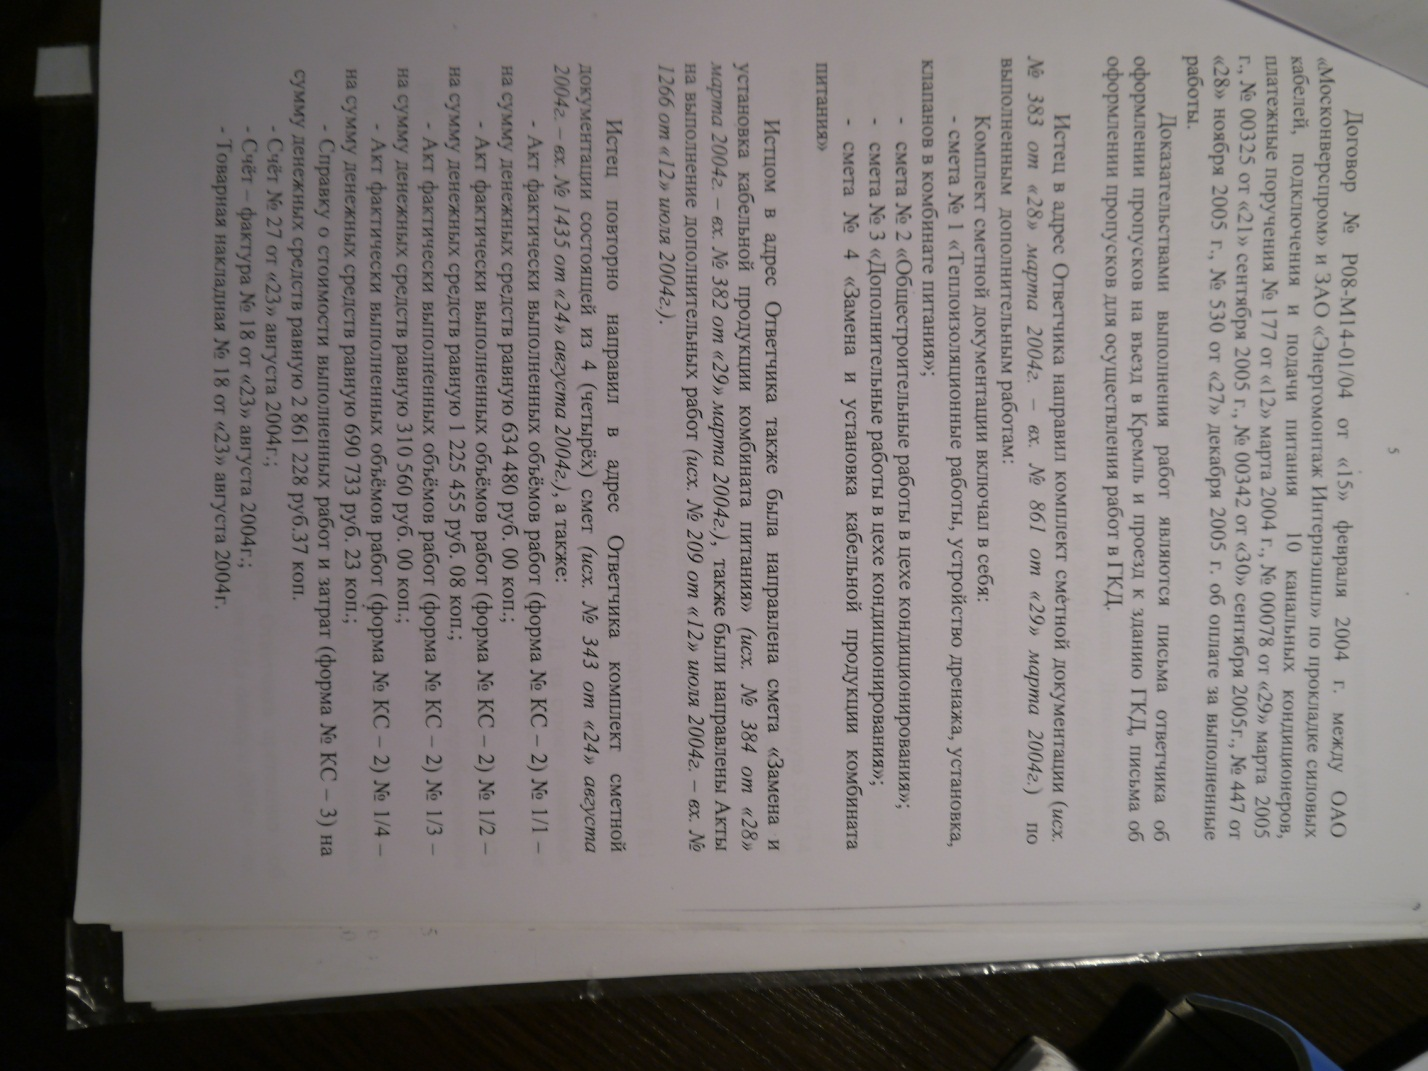 5
Договор № Р08-М14-01/04 от «15» февраля 2004 г. между ОАО
«Москонверспром» и ЗАО «Энергомонтаж Интернэшнл» по прокладке силовых
кабелей, подключения и подачи питания 10 канальных кондиционеров,
платежные поручения № 177 от «12» марта 2004 г., № 00078 от «29» марта 2005
г., № 00325 от «21» сентября 2005 г., № 00342 от «30» сентября 2005г., № 447 от
«28» ноября 2005 г., № 530 от «27» декабря 2005 г. об оплате за выполненные
работы.
Доказательствами выполнения работ являются письма ответчика об
оформлении пропусков на въезд в Кремль и проезд к зданию ГКД, письма об
оформлении пропусков для осуществления работ в ГКД.
Истец в адрес Ответчика направил комплект сметной документации (исх.
№ 383 от «28» марта 2004г. – вх. № 861 от «29» марта 2004г.) по
выполненным дополнительным работам:
Комплект сметной документации включал в себя:
- смета № 1 «Теплоизоляционные работы, устройство дренажа, установка,
клапанов в комбинате питания»;
- смета № 2 «Общестроительные работы в цехе кондиционирования»;
- смета № 3 «Дополнительные работы в цехе кондиционирования»;
- смета № 4 «Замена и установка кабельной продукции комбината
питания»
Истцом в адрес Ответчика также была направлена смета «Замена и
установка кабельной продукции комбината питания» (исх. № 384 от «28»
марта 2004г. – вх. № 382 от «29» марта 2004г.), также были направлены Акты
на выполнение дополнительных работ (исх. № 209 от «12» июля 2004г. – вх. №
1266 от «12» июля 2004г.).
Истец повторно направил в адрес Ответчика комплект сметной
документации состоящей из 4 (четырёх) смет (исх. № 343 от «24» августа
2004г. – вх. № 1435 от «24» августа 2004г.), а также:
- Акт фактически выполненных объёмов работ (форма № КС – 2) № 1/1 –
на сумму денежных средств равную 634 480 руб. 00 коп.;
- Акт фактически выполненных объёмов работ (форма № КС – 2) № 1/2 –
на сумму денежных средств равную 1 225 455 руб. 08 коп.;
- Акт фактически выполненных объёмов работ (форма № КС – 2) № 1/3 –
на сумму денежных средств равную 310 560 руб. 00 коп.;
- Акт фактически выполненных объёмов работ (форма № КС – 2) № 1/4 –
на сумму денежных средств равную 690 733 руб. 23 коп.;
- Справку о стоимости выполненных работ и затрат (форма № КС – 3) на
сумму денежных средств равную 2 861 228 руб.37 коп.
- Счёт № 27 от «23» августа 2004г.;
- Счёт – фактура № 18 от «23» августа 2004г.;
- Товарная накладная № 18 от «23» августа 2004г.